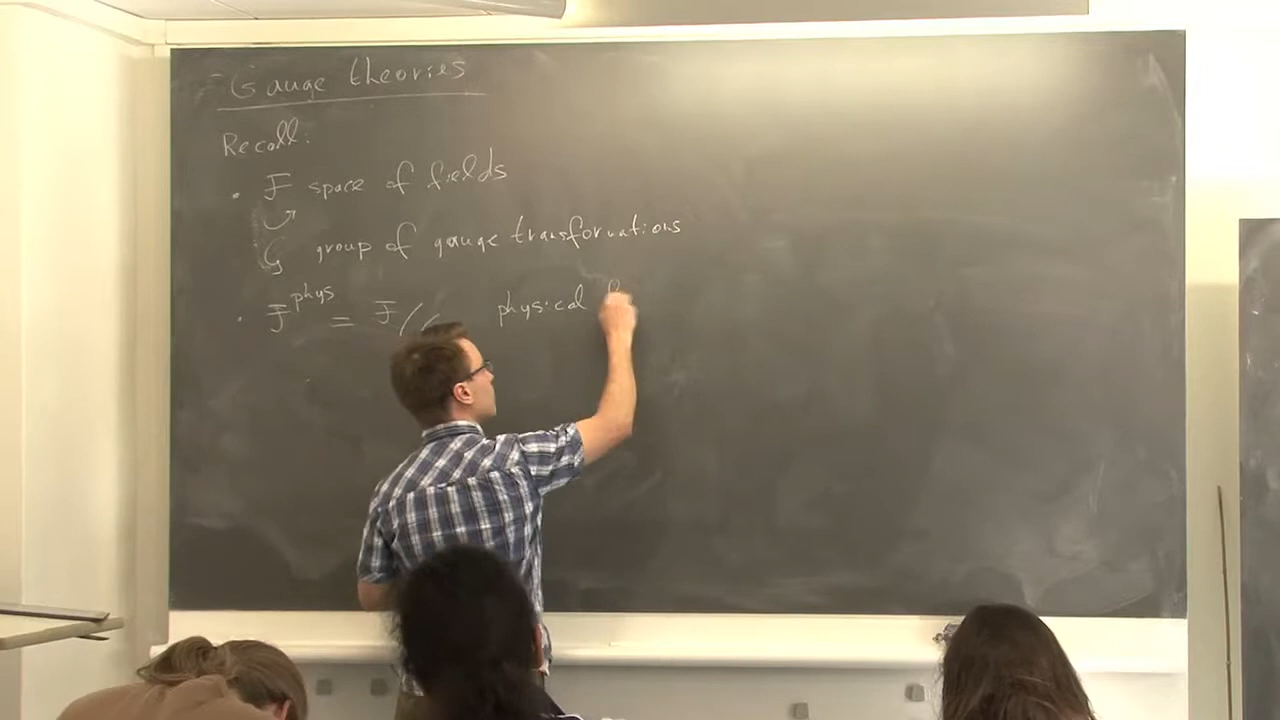 Gauge theories
Recall:
• F space of fields
G group of gauge transformations
• F^phys = F// physical